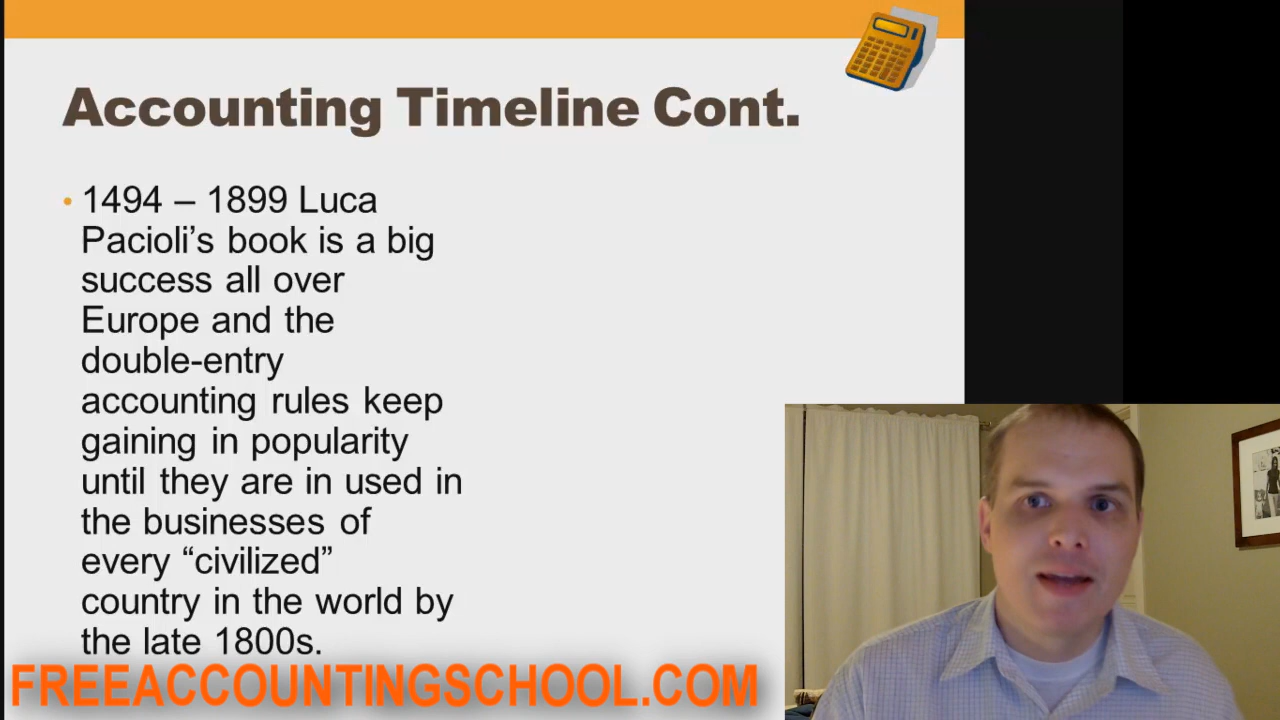 Accounting Timeline Cont.
• 1494 – 1899 Luca
Pacioli’s book is a big
success all over
Europe and the
double-entry
accounting rules keep
gaining in popularity
until they are in used in
the businesses of
every “civilized”
country in the world by
the late 1800s.
FREEACCOUNTINGSCHOOL.COM